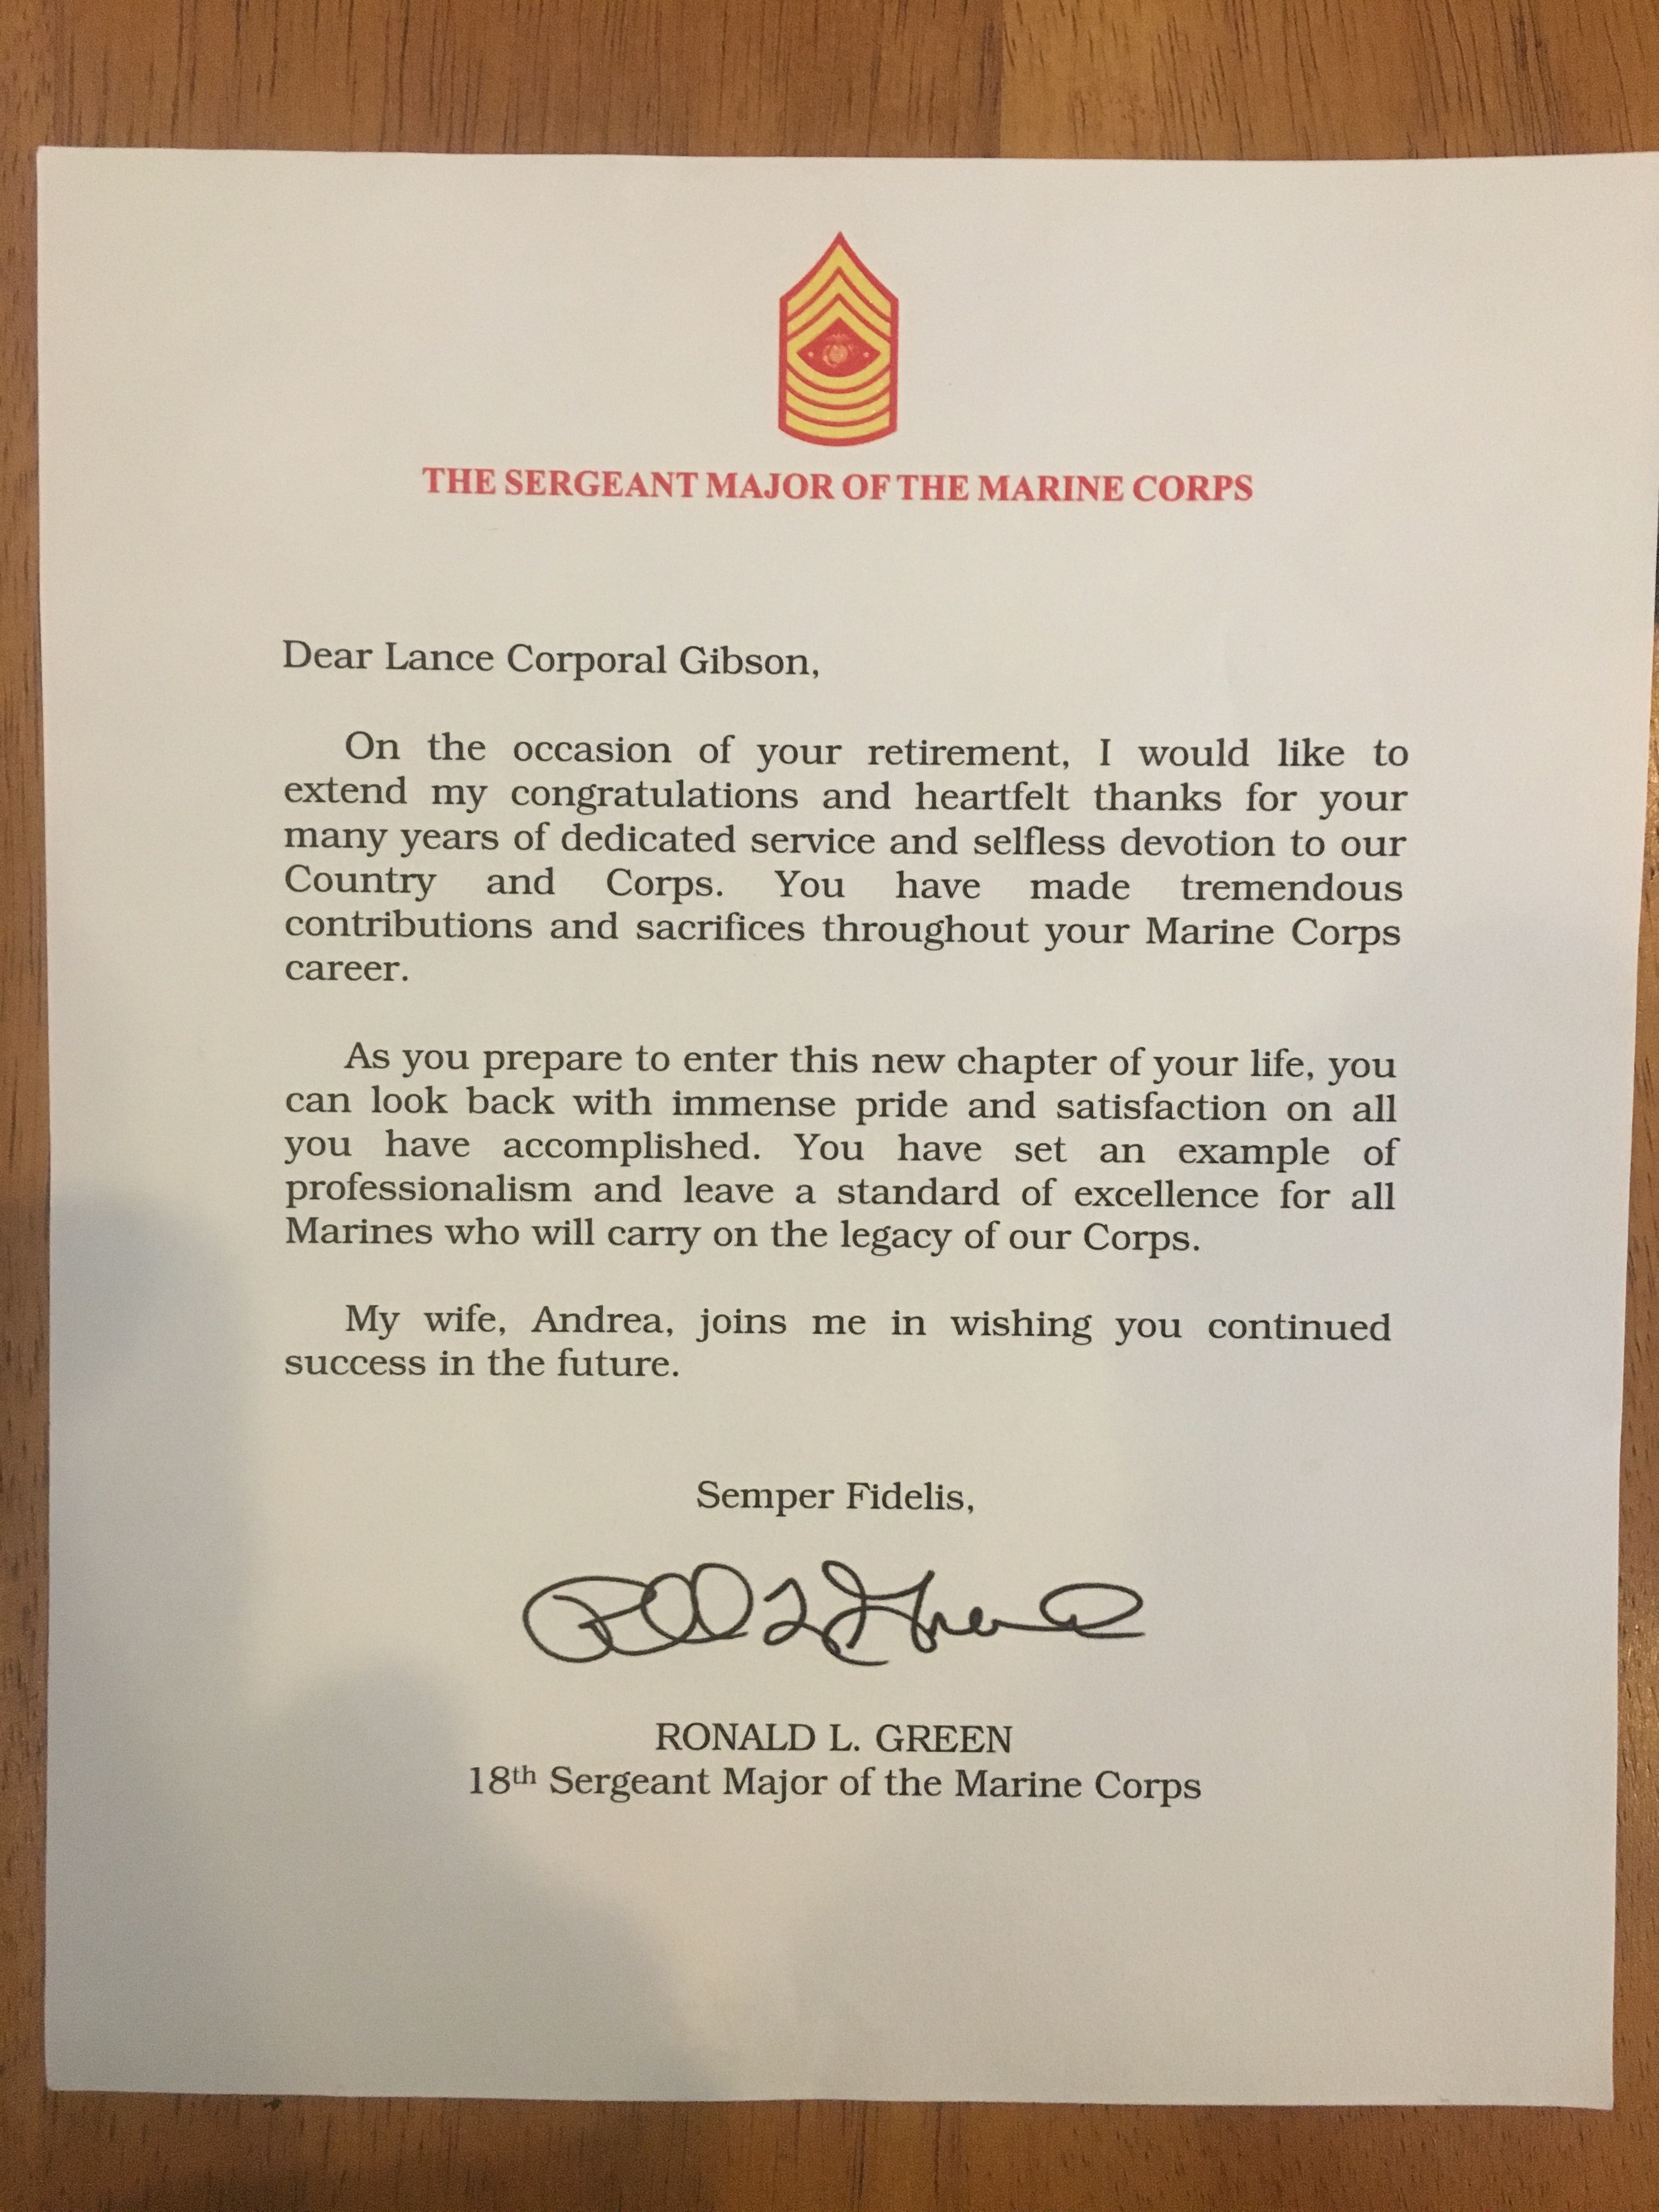 THE SERGEANT MAJOR OF THE MARINE CORPS
Dear Lance Corporal Gibson,
On the occasion of your retirement, I would like to
extend my congratulations and heartfelt thanks for your
many years of dedicated service and selfless devotion to our
Country and Corps. You have made tremendous
contributions and sacrifices throughout your Marine Corps
career.
As you prepare to enter this new chapter of your life, you
can look back with immense pride and satisfaction on all
you have accomplished. You have set an example of
professionalism and leave a standard of excellence for all
Marines who will carry on the legacy of our Corps.
My wife, Andrea, joins me in wishing you continued
success in the future.
Semper Fidelis,
RONALD L. GREEN
18th Sergeant Major of the Marine Corps